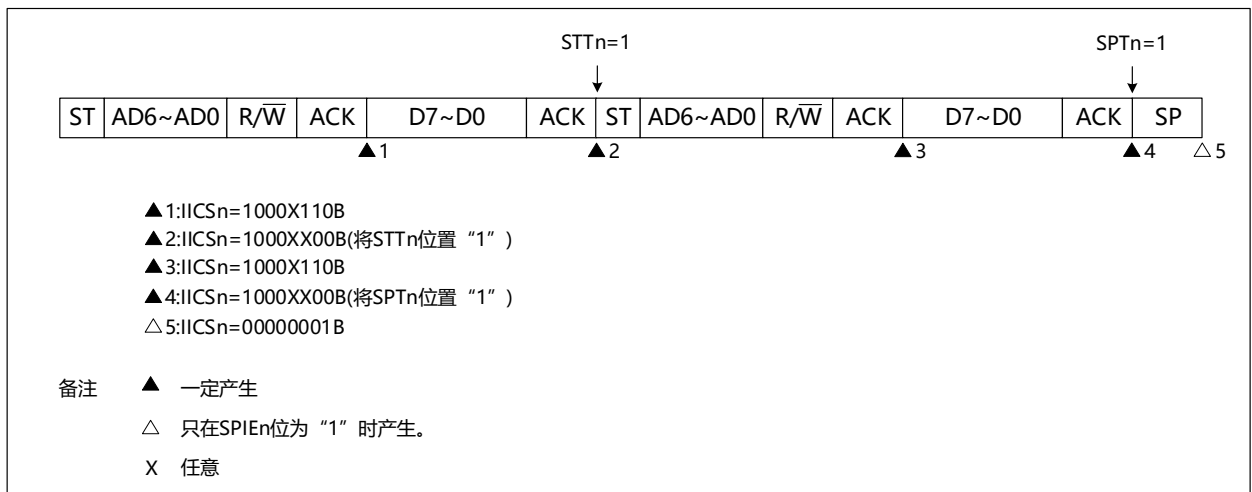 STTn=1 SPTn=1
ST AD6~AD0 R/W̅ ACK D7~D0 ACK ST AD6~AD0 R/W̅ ACK D7~D0 ACK SP
▲1 ▲2 ▲3 ▲4 △5
▲1:IICSn=1000X110B
▲2:IICSn=1000XX00B(将STTn位置“1”)
▲3:IICSn=1000X110B
▲4:IICSn=1000XX00B(将SPTn位置“1”)
△5:IICSn=00000001B
备注 ▲ 一定产生
△ 只在SPIEn位为“1”时产生。
X 任意